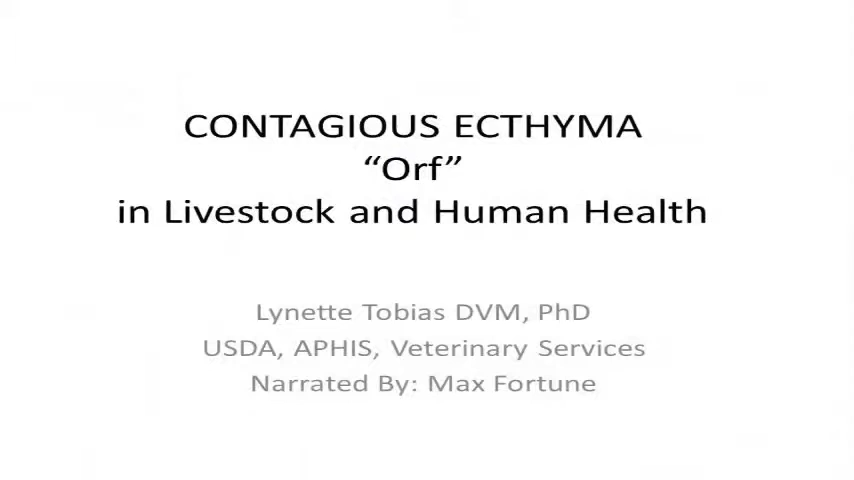 CONTAGIOUS ECTHYMA
“Orf”
in Livestock and Human Health
Lynette Tobias DVM, PhD
USDA, APHIS, Veterinary Services
Narrated By: Max Fortune